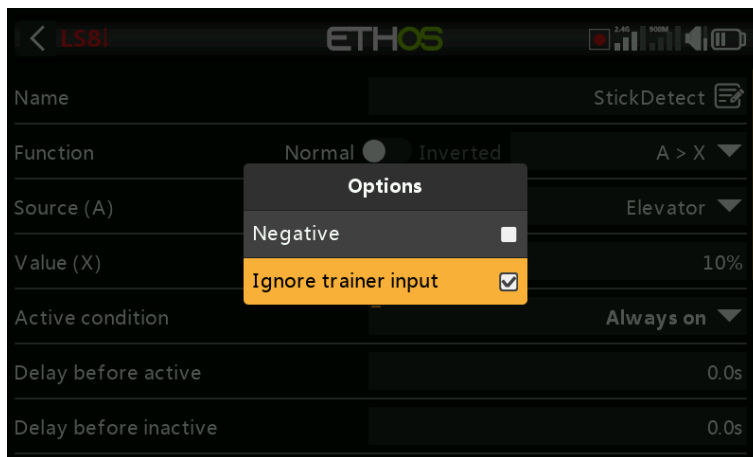 LS8 ETHOS 2.4G 900M
Name StickDetect
Function Normal Inverted A > X
Options
Source (A) Elevator
Negative
Value (X) 10%
Ignore trainer input
Active condition Always on
Delay before active 0.0s
Delay before inactive 0.0s